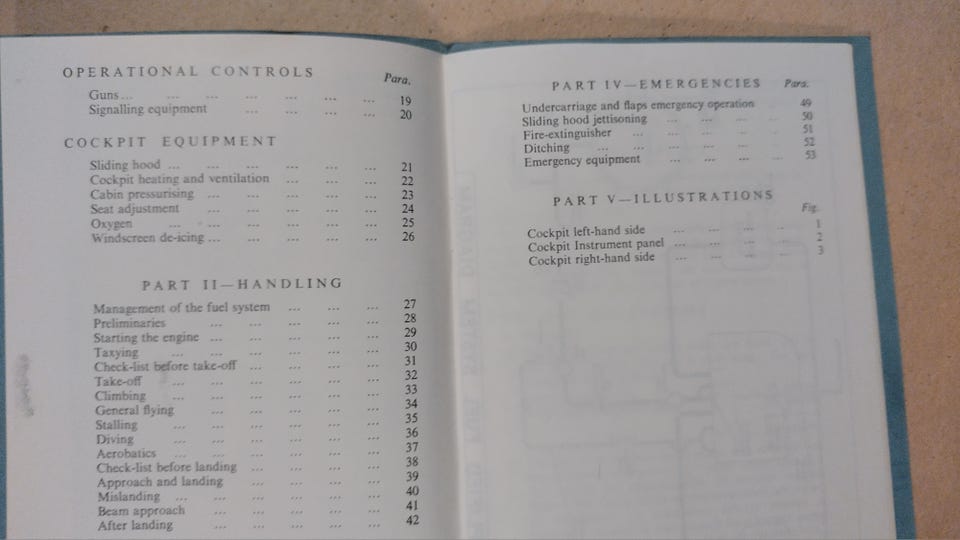 OPERATIONAL CONTROLS
Para.
Guns ... ... ... ... ... ... 19
Signalling equipment ... ... ... ... 20
COCKPIT EQUIPMENT
Sliding hood ... ... ... ... ... ... 21
Cockpit heating and ventilation ... ... ... 22
Cabin pressurising ... ... ... ... ... 23
Seat adjustment ... ... ... ... ... 24
Oxygen ... ... ... ... ... ... 25
Windscreen de-icing ... ... ... ... ... 26
PART II—HANDLING
Management of the fuel system ... ... ... 27
Preliminaries ... ... ... ... ... 28
Starting the engine ... ... ... ... ... 29
Taxying ... ... ... ... ... ... 30
Check-list before take-off ... ... ... ... 31
Take-off ... ... ... ... ... ... 32
Climbing ... ... ... ... ... ... 33
General flying ... ... ... ... ... 34
Stalling ... ... ... ... ... ... 35
Diving ... ... ... ... ... ... 36
Aerobatics ... ... ... ... ... ... 37
Check-list before landing ... ... ... ... 38
Approach and landing ... ... ... ... 39
Mislanding ... ... ... ... ... ... 40
Beam approach ... ... ... ... ... 41
After landing ... ... ... ... ... 42
PART IV—EMERGENCIES Para.
Undercarriage and flaps emergency operation 49
Sliding hood jettisoning ... ... ... ... 50
Fire-extinguisher ... ... ... ... ... 51
Ditching ... ... ... ... ... 52
Emergency equipment ... ... ... ... 53
PART V—ILLUSTRATIONS
Fig.
Cockpit left-hand side ... ... ... ... 1
Cockpit Instrument panel ... ... ... ... 2
Cockpit right-hand side ... ... ... ... 3